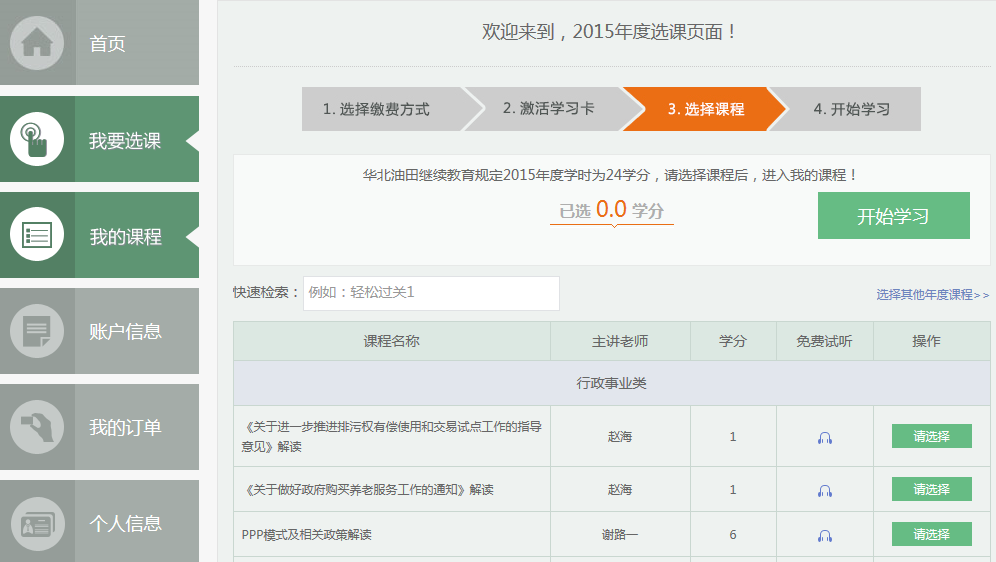 首页
我要选课
我的课程
账户信息
我的订单
个人信息
欢迎来到，2015年度选课页面！
1. 选择缴费方式
2. 激活学习卡
3. 选择课程
4. 开始学习
华北油田继续教育规定2015年度学时为24学分，请选择课程后，进入我的课程！
已选 0.0 学分
开始学习
快速检索： 例如：轻松过关1
选择其他年度课程>>
课程名称 主讲老师 学分 免费试听 操作
行政事业类
《关于进一步推进排污权有偿使用和交易试点工作的指导
意见》解读 赵海 1 请选择
《关于做好政府购买养老服务工作的通知》解读 赵海 1 请选择
PPP模式及相关政策解读 谢路一 6 请选择